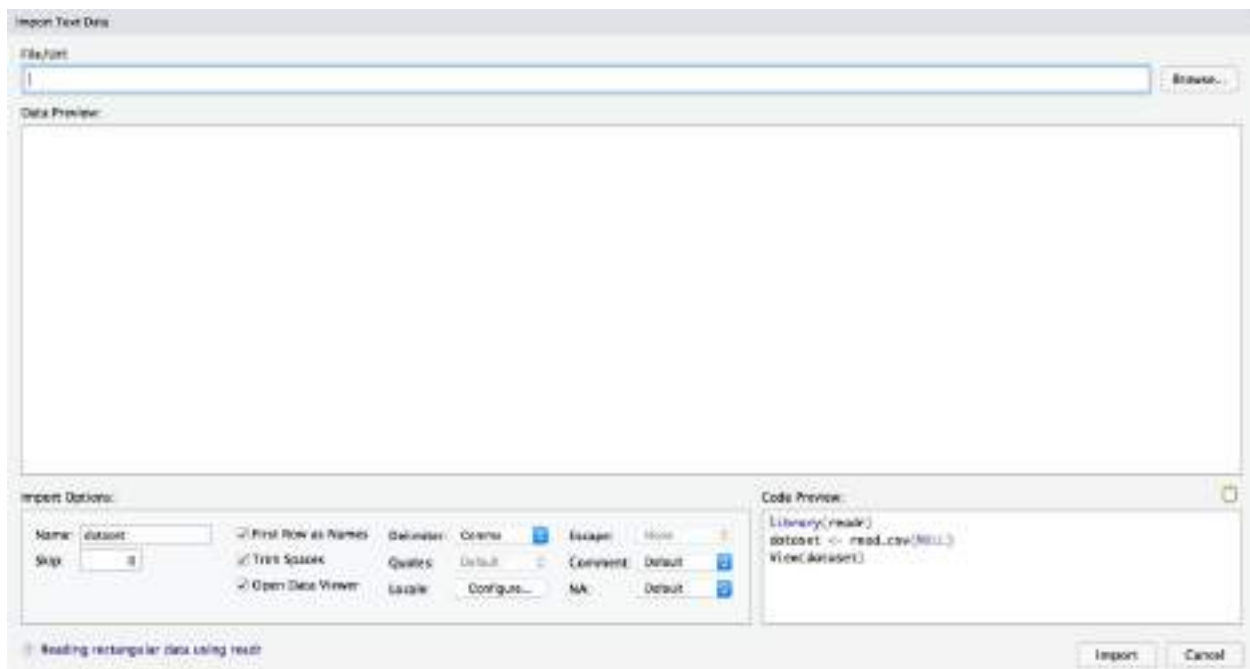 Import Text Data
File/Url:
Browse...
Data Preview:
Import Options:
Name: dataset
Skip: 0
First Row as Names
Trim Spaces
Open Data Viewer
Delimiter: Comma
Quotes: Default
Locale: Configure...
Escape: None
Comment: Default
NA: Default
Code Preview:
library(readr)
dataset <- read_csv(NULL)
View(dataset)
Reading rectangular data using readr
Import
Cancel